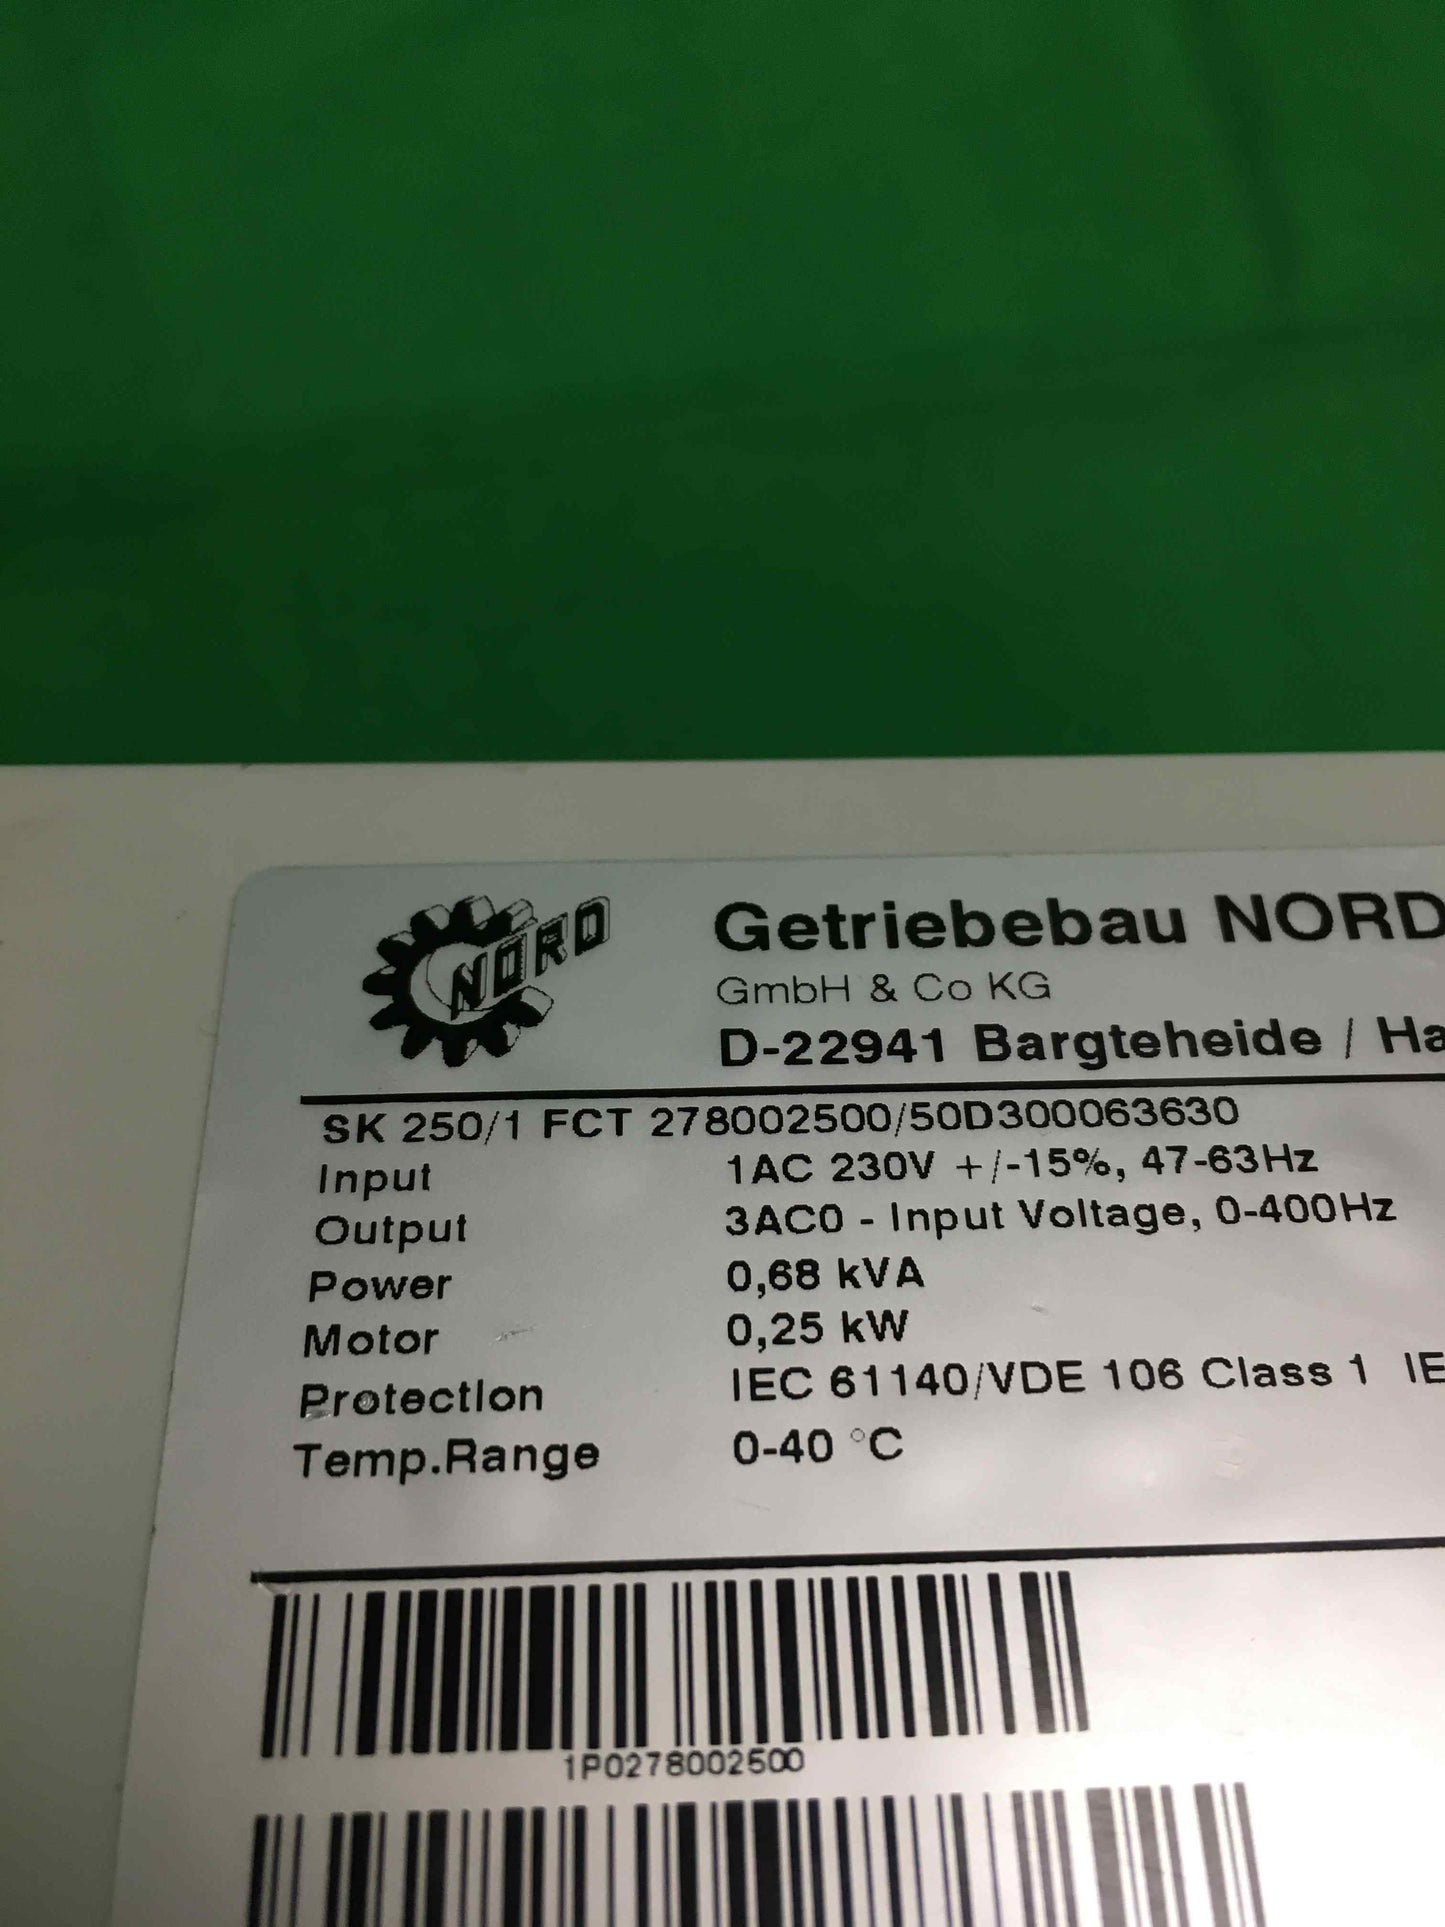 NORD
Getriebebau NORD
GmbH & Co KG
D-22941 Bargteheide / Ha
SK 250/1 FCT 278002500/50D300063630
Input 1AC 230V +/-15%, 47-63Hz
Output 3AC0 - Input Voltage, 0-400Hz
Power 0,68 kVA
Motor 0,25 kW
Protection IEC 61140/VDE 106 Class 1 IE
Temp.Range 0-40 °C
1P0278002500